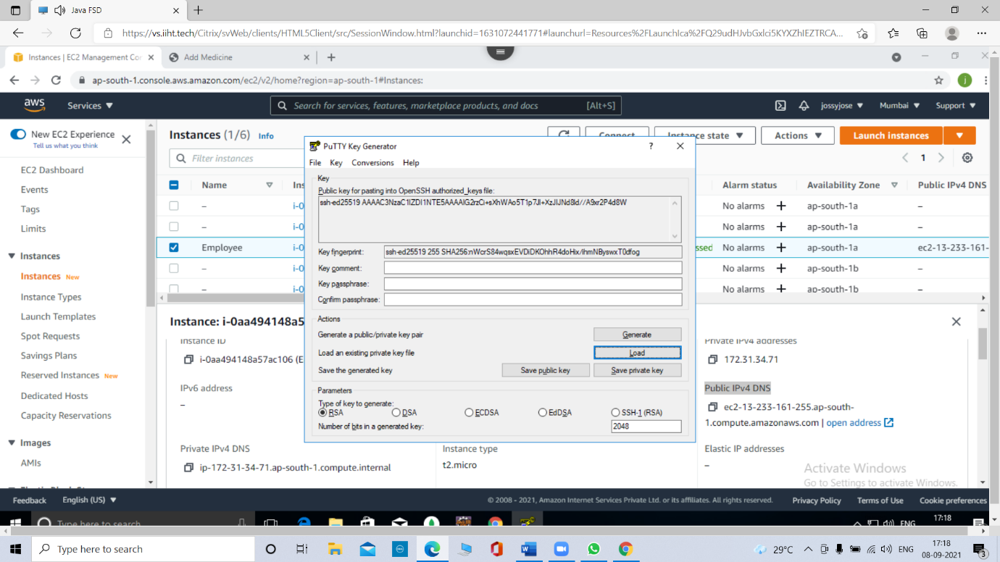 Java FSD
https://vs.iiht.tech/Citrix/svWeb/clients/HTML5Client/src/SessionWindow.html?launchid=1631072441771#launchurl=Resources%2FLaunchIca%2FQ29udHJvbGxlci5KYXZhIEZTRCA...
Instances | EC2 Management Con
Add Medicine
ap-south-1.console.aws.amazon.com/ec2/v2/home?region=ap-south-1#Instances:
j
aws
Services
Search for services, features, marketplace products, and docs
[Alt+S]
jossyjose
Mumbai
Support
New EC2 Experience
Tell us what you think
EC2 Dashboard
Events
Tags
Limits
Instances
Instances New
Instance Types
Launch Templates
Spot Requests
Savings Plans
Reserved Instances New
Dedicated Hosts
Capacity Reservations
Images
AMIs
Instances (1/6) Info
Connect
Instance state
Actions
Launch instances
Filter instances
1
Name
Ins
Alarm status
Availability Zone
Public IPv4 DNS
– i-0 No alarms + ap-south-1a –
– i-0 No alarms + ap-south-1a –
Employee i-0 ssed No alarms + ap-south-1a ec2-13-233-161-
– i-0 No alarms + ap-south-1b –
– i-0 No alarms + ap-south-1b –
PuTTY Key Generator
?
File Key Conversions Help
Key
Public key for pasting into OpenSSH authorized_keys file:
ssh-ed25519 AAAAC3NzaC1lZDI1NTE5AAAAIG2rzCi+sXhWAo5T1p7Jl+XzJIJNd8ld//A9xr2P4d8W
Key fingerprint:
ssh-ed25519 255 SHA256:nWcrS84wqsxEVDiDKOhhR4doHix/ihmNByswxT0dfog
Key comment:
Key passphrase:
Confirm passphrase:
Actions
Generate a public/private key pair
Generate
Load an existing private key file
Load
Save the generated key
Save public key
Save private key
Parameters
Type of key to generate:
RSA DSA ECDSA EdDSA SSH-1 (RSA)
Number of bits in a generated key:
2048
Instance: i-0aa494148a5
Instance ID
i-0aa494148a57ac106 (E
IPv6 address
–
Private IPv4 DNS
ip-172-31-34-71.ap-south-1.compute.internal
Instance type
t2.micro
Private IPv4 addresses
172.31.34.71
Public IPv4 DNS
ec2-13-233-161-255.ap-south-
1.compute.amazonaws.com | open address
Elastic IP addresses
–
Activate Windows
Go to Settings to activate Windows.
Feedback
English (US)
© 2008 - 2021, Amazon Internet Services Private Ltd. or its affiliates. All rights reserved.
Privacy Policy
Terms of Use
Cookie preferences
Type here to search
ENG
17:18
Type here to search
29°C
ENG
17:18
08-09-2021
3